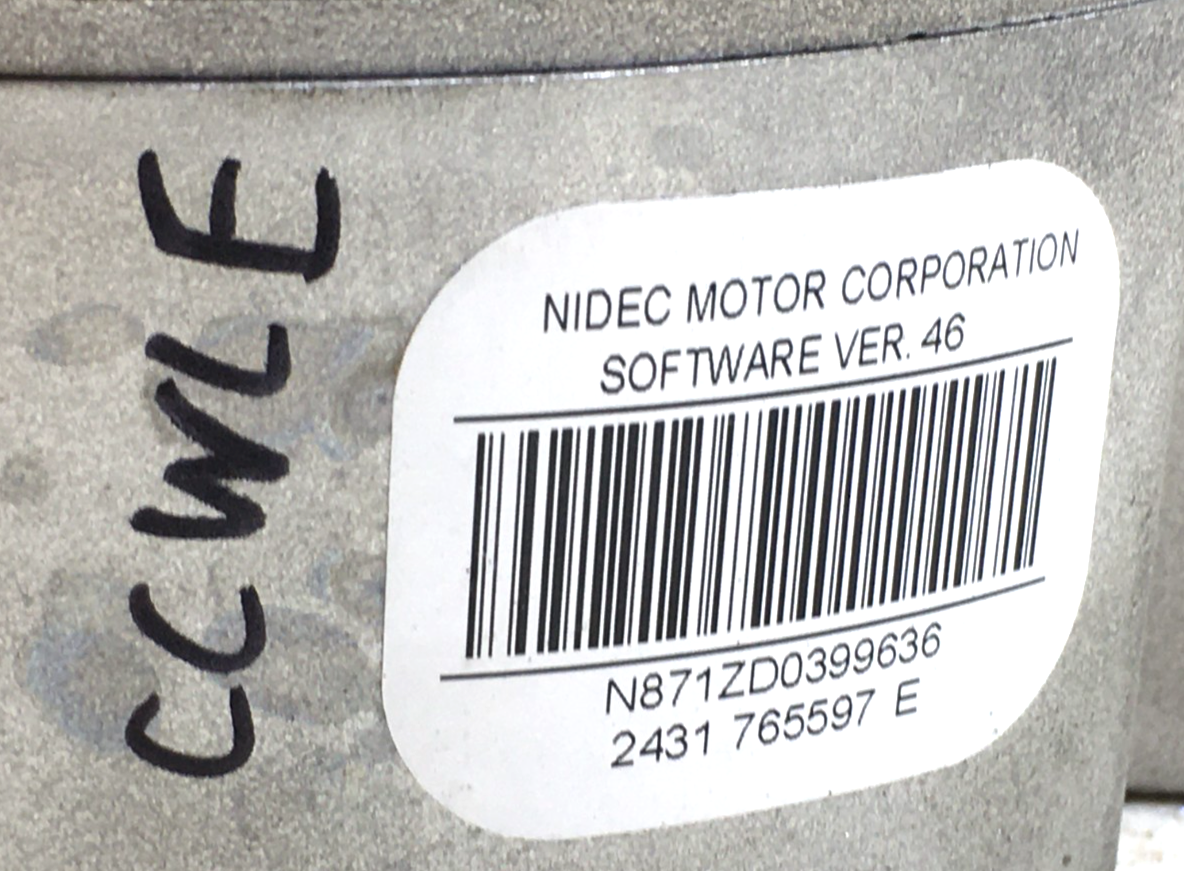 CCWLE
NIDEC MOTOR CORPORATION
SOFTWARE VER. 46
N871ZD0399636
2431 765597 E